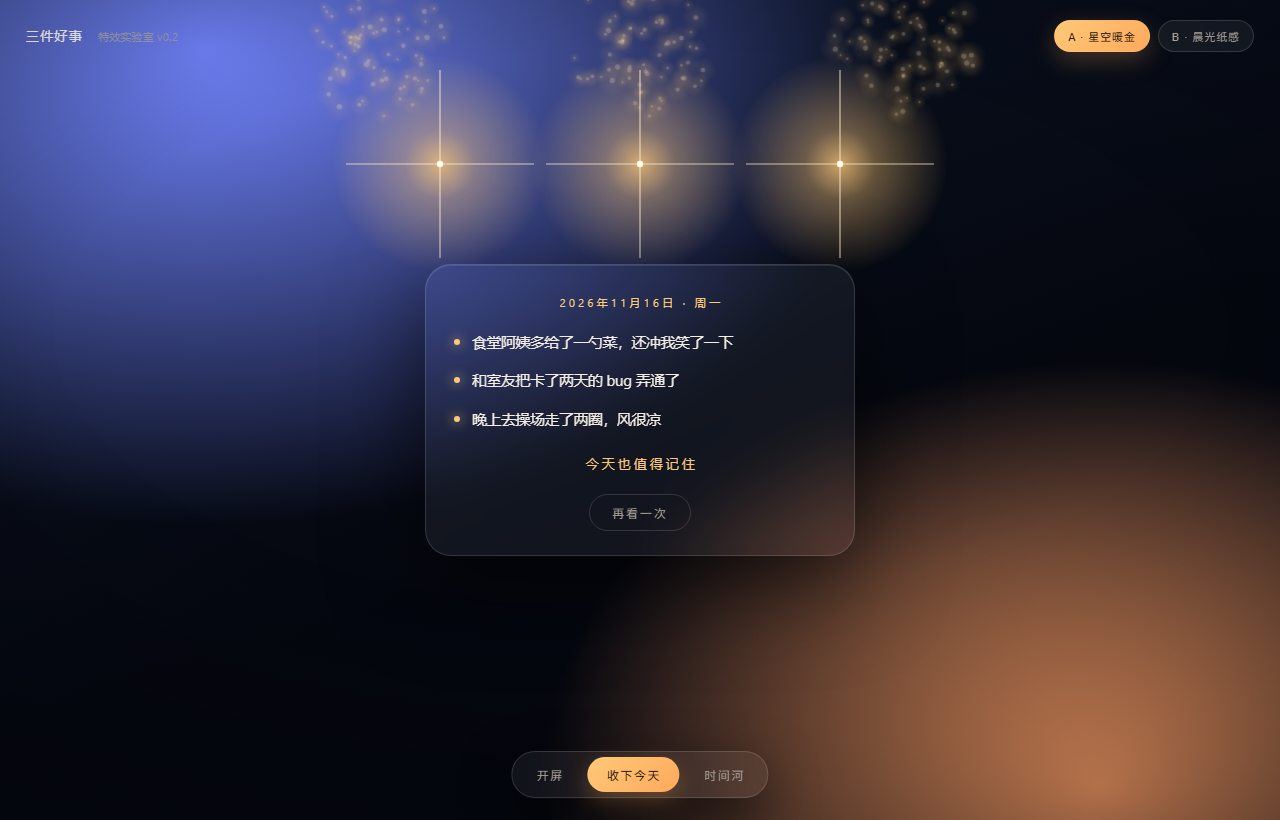 三件好事 特效实验室 v0.2
A · 星空暖金 B · 晨光纸感
2026年11月16日 · 周一
食堂阿姨多给了一勺菜，还冲我笑了一下
和室友把卡了两天的 bug 弄通了
晚上去操场走了两圈，风很凉
今天也值得记住
再看一次
开屏 收下今天 时间河